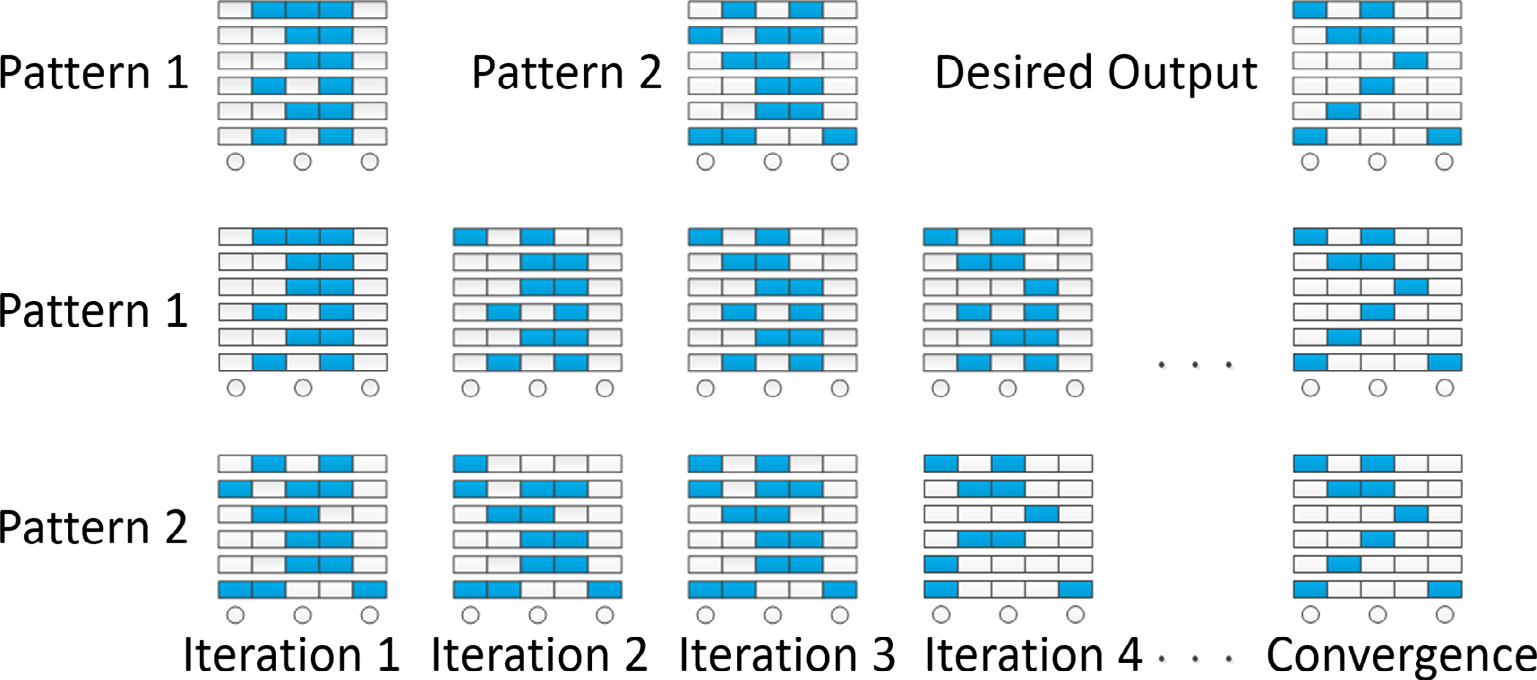 Pattern 1
Pattern 2
Desired Output
Pattern 1
. . .
Pattern 2
Iteration 1
Iteration 2
Iteration 3
Iteration 4
. . .
Convergence